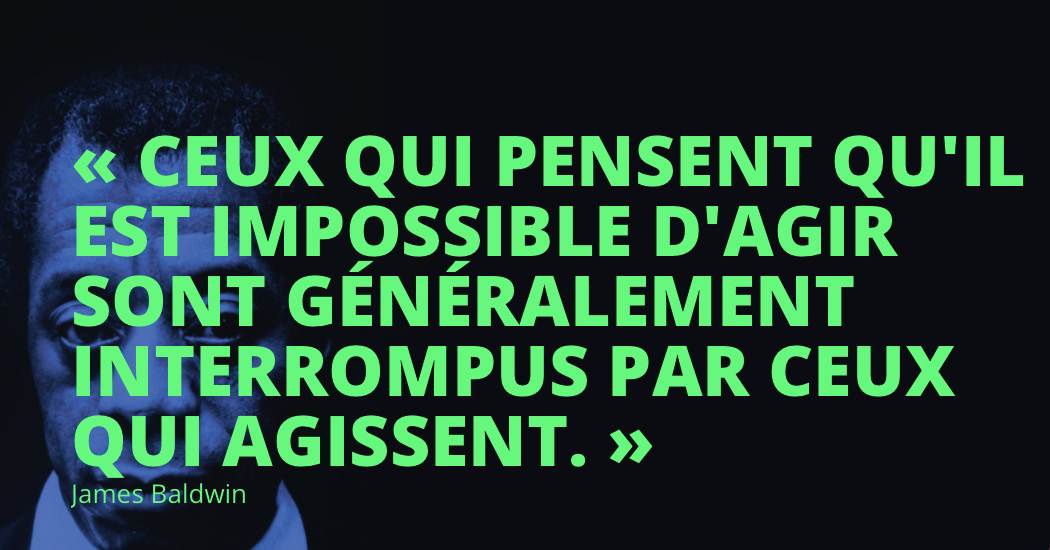 « CEUX QUI PENSENT QU'IL
EST IMPOSSIBLE D'AGIR
SONT GÉNÉRALEMENT
INTERROMPUS PAR CEUX
QUI AGISSENT. »
James Baldwin